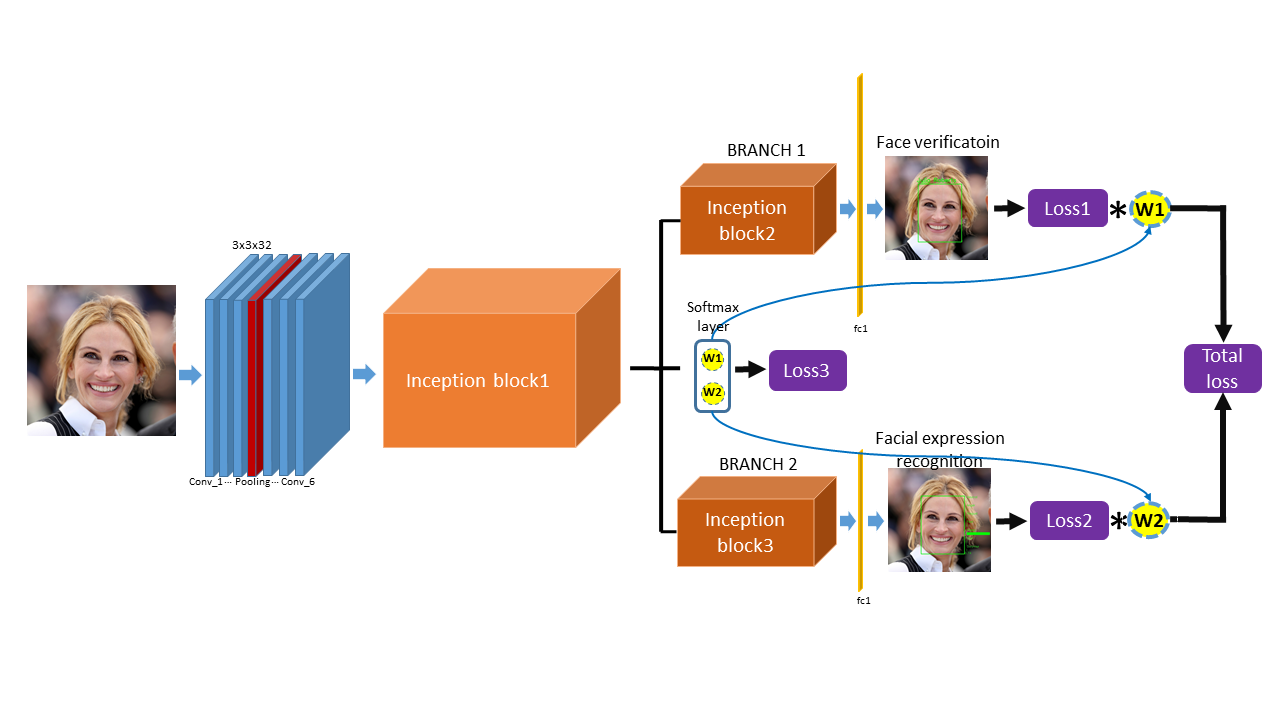 3x3x32
Conv_1 ... Pooling... Conv_6
Inception block1
BRANCH 1
Inception
block2
fc1
Face verificatoin
Loss1 * W1
Softmax
layer
W1
W2
Loss3
BRANCH 2
Inception
block3
fc1
Facial expression
recognition
Loss2 * W2
Total
loss